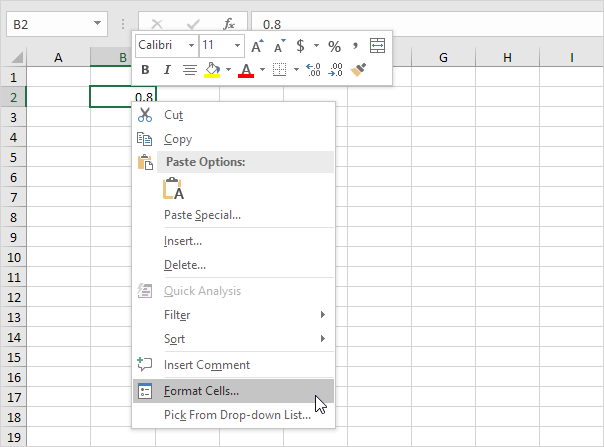 B2 fx 0.8
Calibri 11 A A $ % ,
B I A .00 .0
A B G H I
1
2 0.8
3
4
5
6
7
8
9
10
11
12
13
14
15
16
17
18
19
Cut
Copy
Paste Options:
A
Paste Special...
Insert...
Delete...
Quick Analysis
Filter
Sort
Insert Comment
Format Cells...
Pick From Drop-down List...